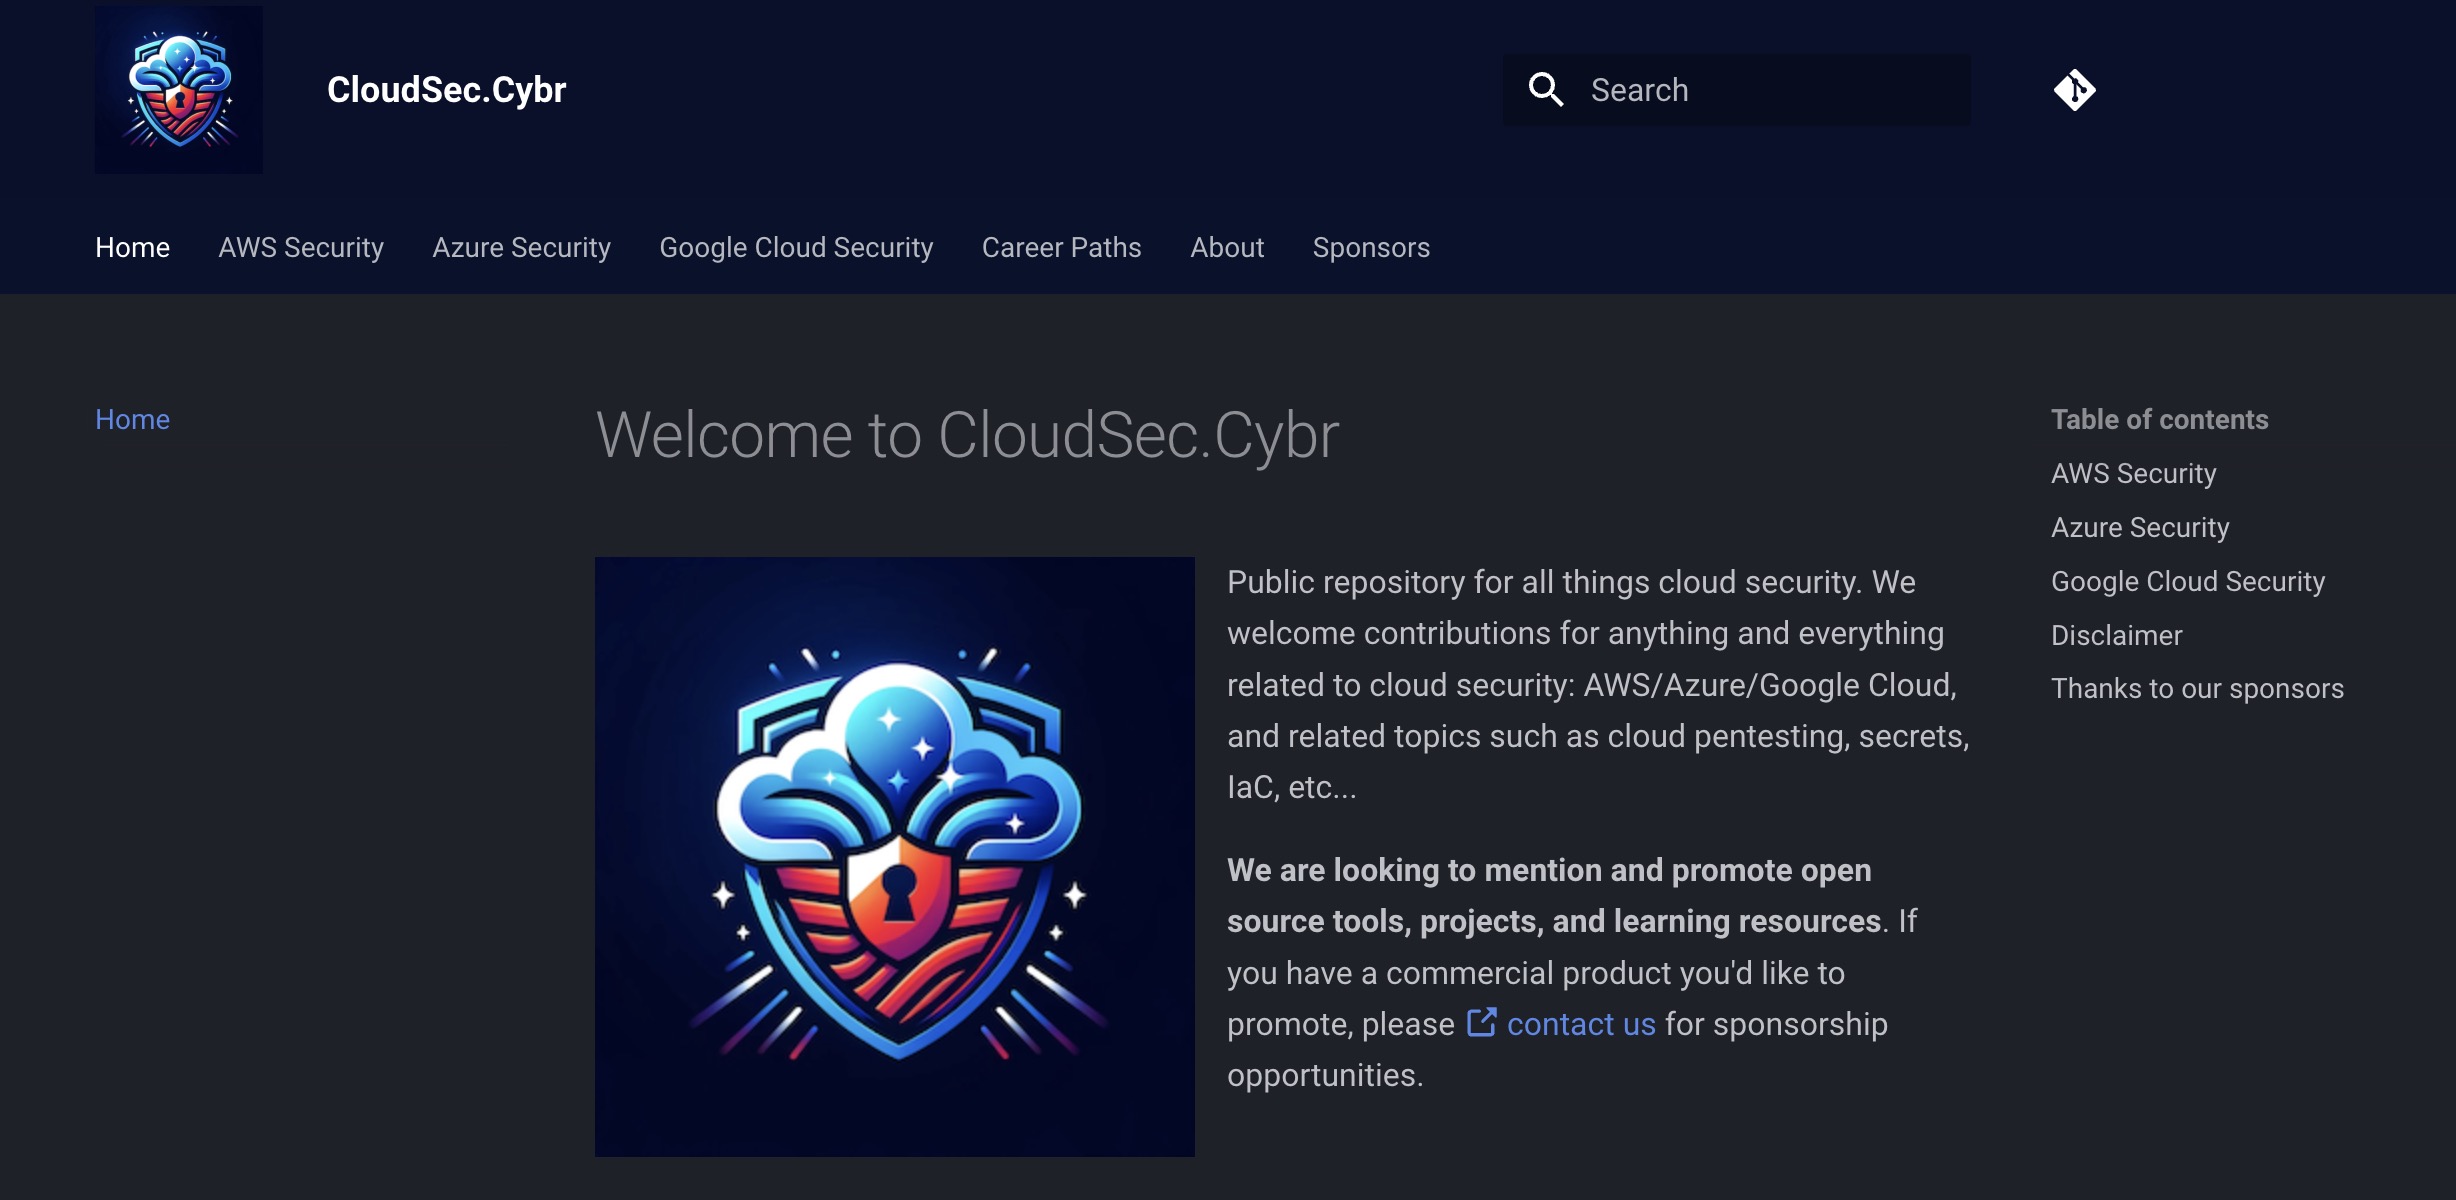 CloudSec.Cybr
Search
Home
AWS Security
Azure Security
Google Cloud Security
Career Paths
About
Sponsors
Home
Welcome to CloudSec.Cybr
Public repository for all things cloud security. We
welcome contributions for anything and everything
related to cloud security: AWS/Azure/Google Cloud,
and related topics such as cloud pentesting, secrets,
IaC, etc...
We are looking to mention and promote open
source tools, projects, and learning resources. If
you have a commercial product you'd like to
promote, please contact us for sponsorship
opportunities.
Table of contents
AWS Security
Azure Security
Google Cloud Security
Disclaimer
Thanks to our sponsors